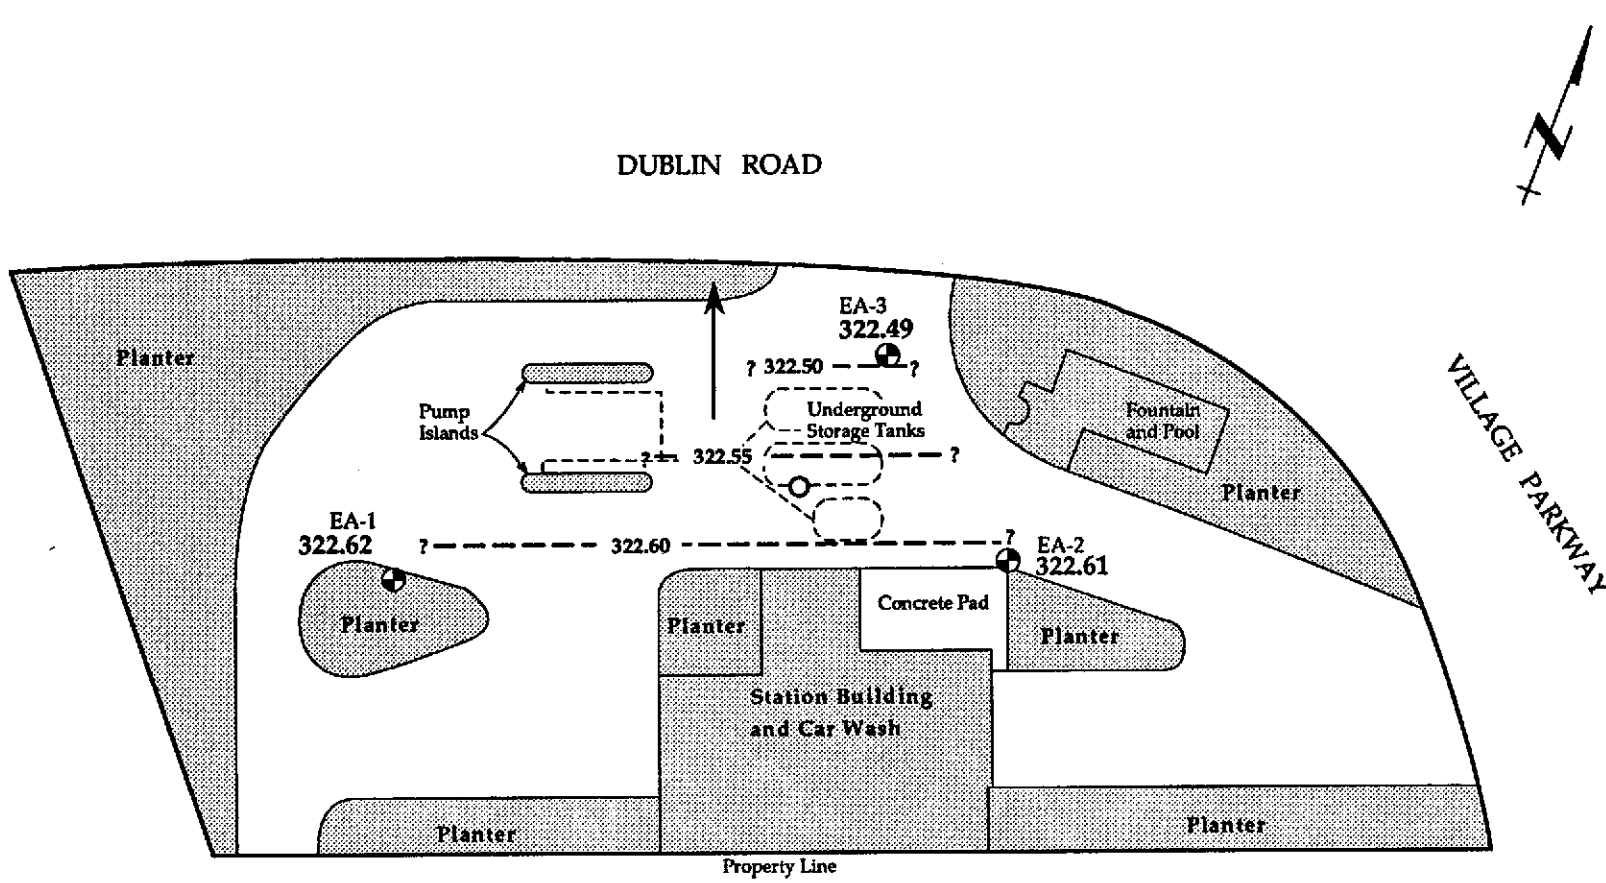 N
DUBLIN ROAD
EA-3
322.49
Planter
? 322.50 ?
Pump
Islands
Underground
Storage Tanks
Fountain
and Pool
VILLAGE PARKWAY
? 322.55 ?
Planter
EA-1
322.62
? 322.60 ?
EA-2
322.61
Concrete Pad
Planter
Planter
Planter
Station Building
and Car Wash
Planter
Planter
Property Line